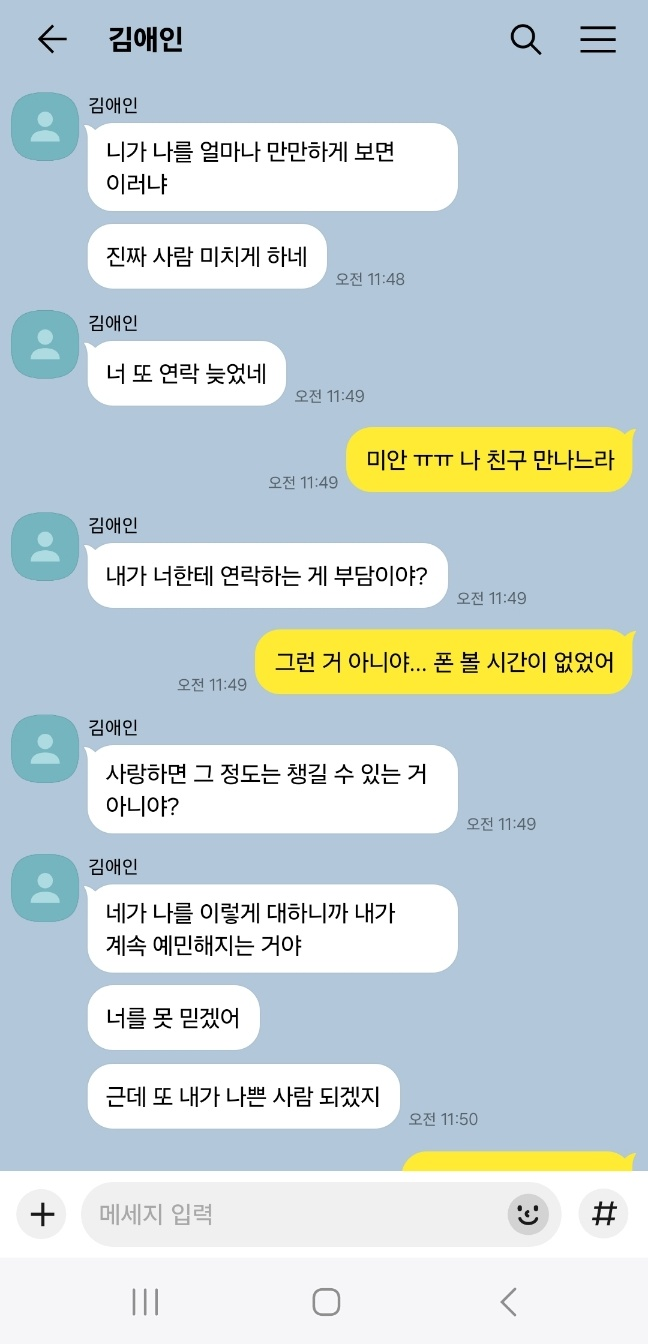 김애인
김애인
니가 나를 얼마나 만만하게 보면
이러냐
진짜 사람 미치게 하네
오전 11:48
김애인
너 또 연락 늦었네
오전 11:49
미안 ㅠㅠ 나 친구 만나느라
오전 11:49
김애인
내가 너한테 연락하는 게 부담이야?
오전 11:49
그런 거 아니야... 폰 볼 시간이 없었어
오전 11:49
김애인
사랑하면 그 정도는 챙길 수 있는 거
아니야?
오전 11:49
김애인
네가 나를 이렇게 대하니까 내가
계속 예민해지는 거야
너를 못 믿겠어
근데 또 내가 나쁜 사람 되겠지
오전 11:50
메세지 입력
#